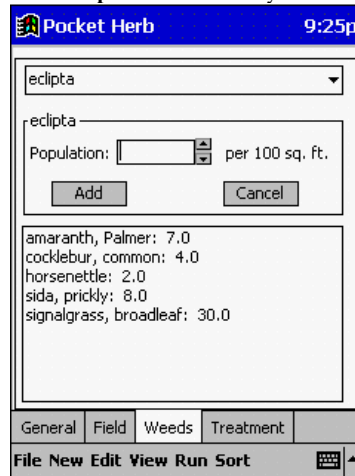 Pocket Herb 9:25p
eclipta
eclipta
Population: per 100 sq. ft.
Add Cancel
amaranth, Palmer: 7.0
cocklebur, common: 4.0
horsenettle: 2.0
sida, prickly: 8.0
signalgrass, broadleaf: 30.0
General Field Weeds Treatment
File New Edit View Run Sort